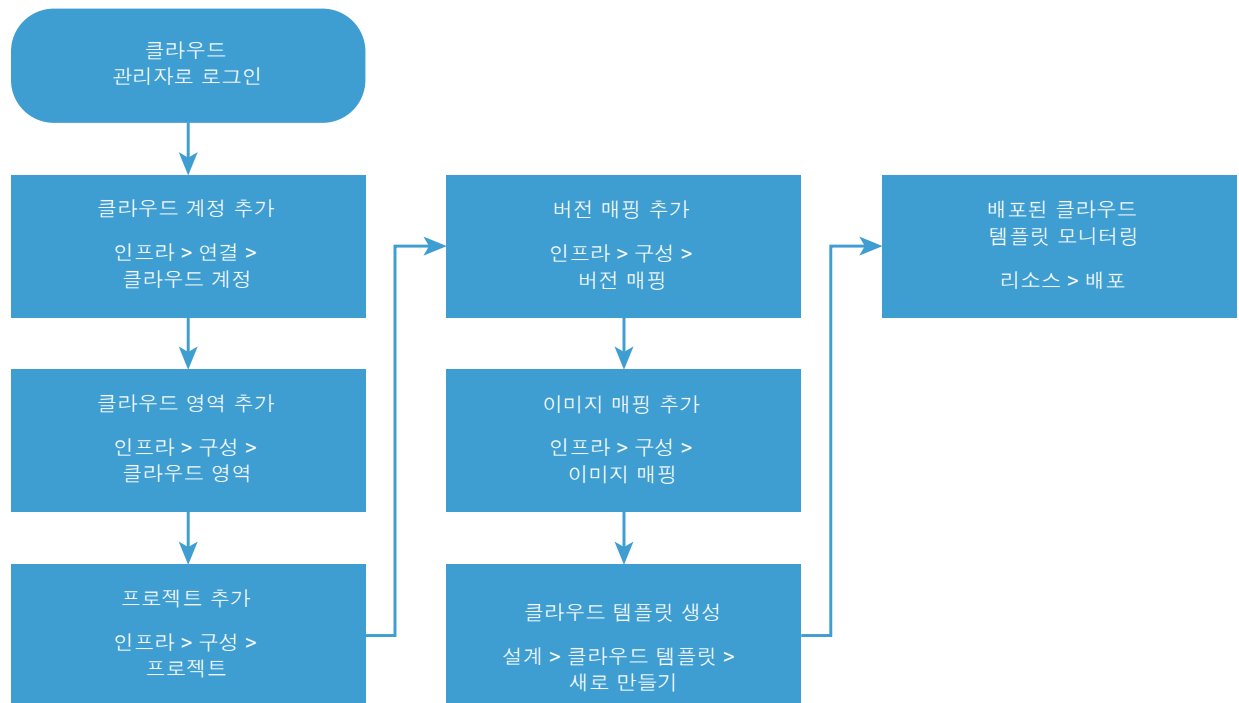 클라우드
관리자로 로그인
클라우드 계정 추가
인프라 > 연결 >
클라우드 계정
클라우드 영역 추가
인프라 > 구성 >
클라우드 영역
프로젝트 추가
인프라 > 구성 >
프로젝트
버전 매핑 추가
인프라 > 구성 >
버전 매핑
이미지 매핑 추가
인프라 > 구성 >
이미지 매핑
클라우드 템플릿 생성
설계 > 클라우드 템플릿 >
새로 만들기
배포된 클라우드
템플릿 모니터링
리소스 > 배포